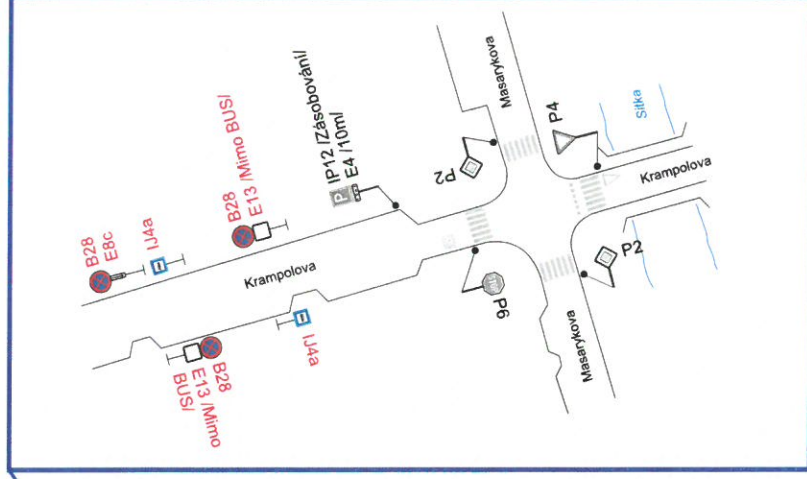 B28
E8c
IJ4a
B28
E13 /Mimo BUS/
IP12 /Zásobování/
E4 /10m/
P
Masarykova
P4
Sitka
P2
Krampolova
Krampolova
P2
P6
Masarykova
IJ4a
B28
E13 /Mimo
BUS/